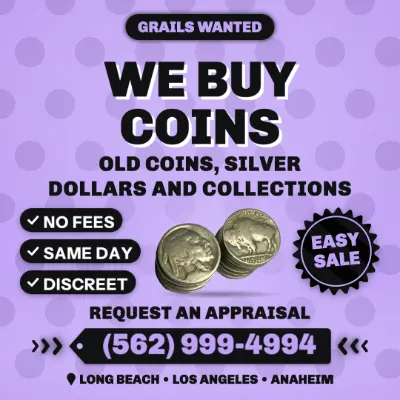 GRAILS WANTED
WE BUY
COINS
OLD COINS, SILVER
DOLLARS AND COLLECTIONS
NO FEES
SAME DAY
DISCREET
EASY
SALE
REQUEST AN APPRAISAL
(562) 999-4994
LONG BEACH • LOS ANGELES • ANAHEIM